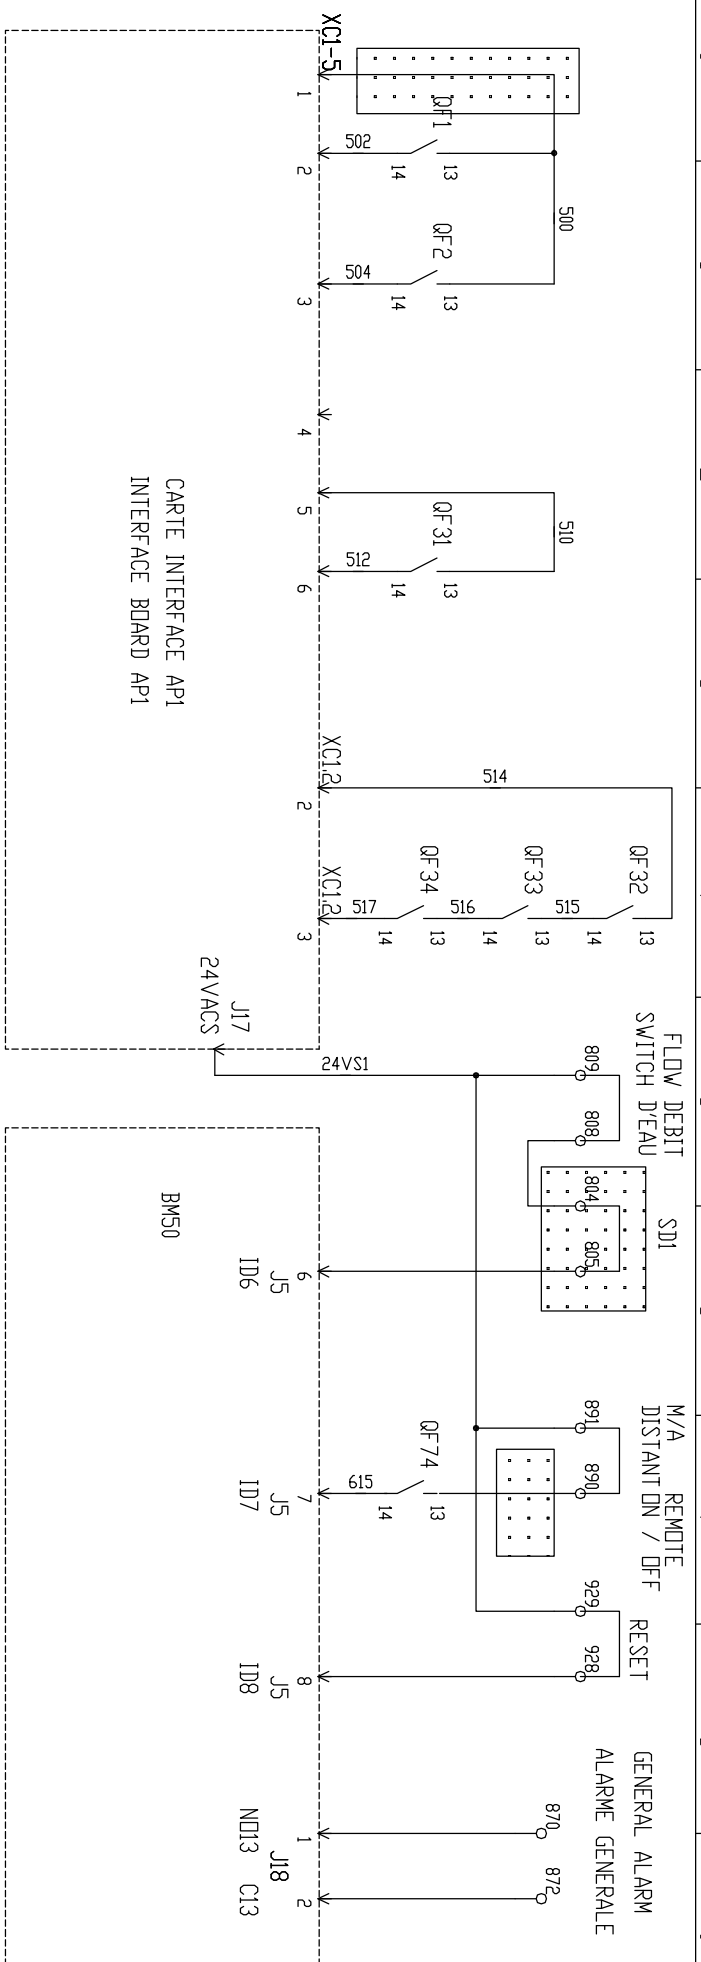 XC1-5
1
QF1
502
14
13
2
500
QF2
504
14
13
3
4
5
510
QF31
512
14
13
6
CARTE INTERFACE AP1
INTERFACE BOARD AP1
XC1.2
514
2
QF34
QF33
QF32
XC1.2
517
516
515
14
13
14
13
14
13
3
J17
24VACS
24VS1
FLOW DEBIT
SWITCH D'EAU
809
808
804
805
SD1
BM50
6
J5
ID6
M/A REMOTE
DISTANT ON / OFF
891
890
QF74
615
14
13
7
J5
ID7
RESET
929
928
8
J5
ID8
GENERAL ALARM
ALARME GENERALE
870
872
1
2
J18
NO13 C13